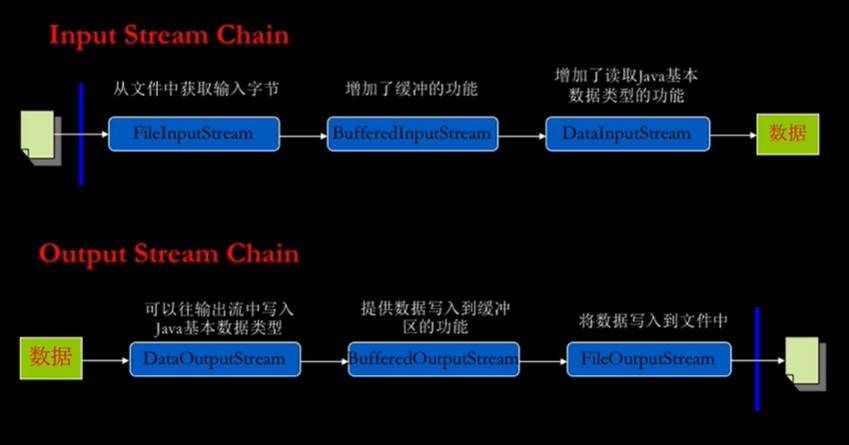 Input Stream Chain
从文件中获取输入字节
增加了缓冲的功能
增加了读取Java基本
数据类型的功能
FileInputStream
BufferedInputStream
DataInputStream
数据
Output Stream Chain
可以往输出流中写入
Java基本数据类型
提供数据写入到缓冲
区的功能
将数据写入到文件中
数据
DataOutputStream
BufferedOutputStream
FileOutputStream